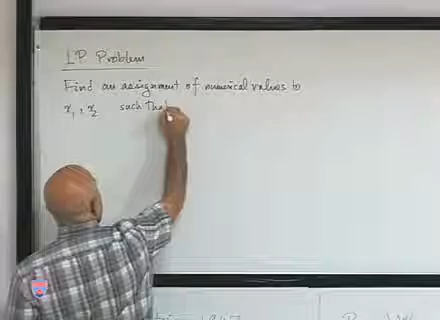 LP Problem
Find an assignment of numerical values to
x₁, x₂ such that